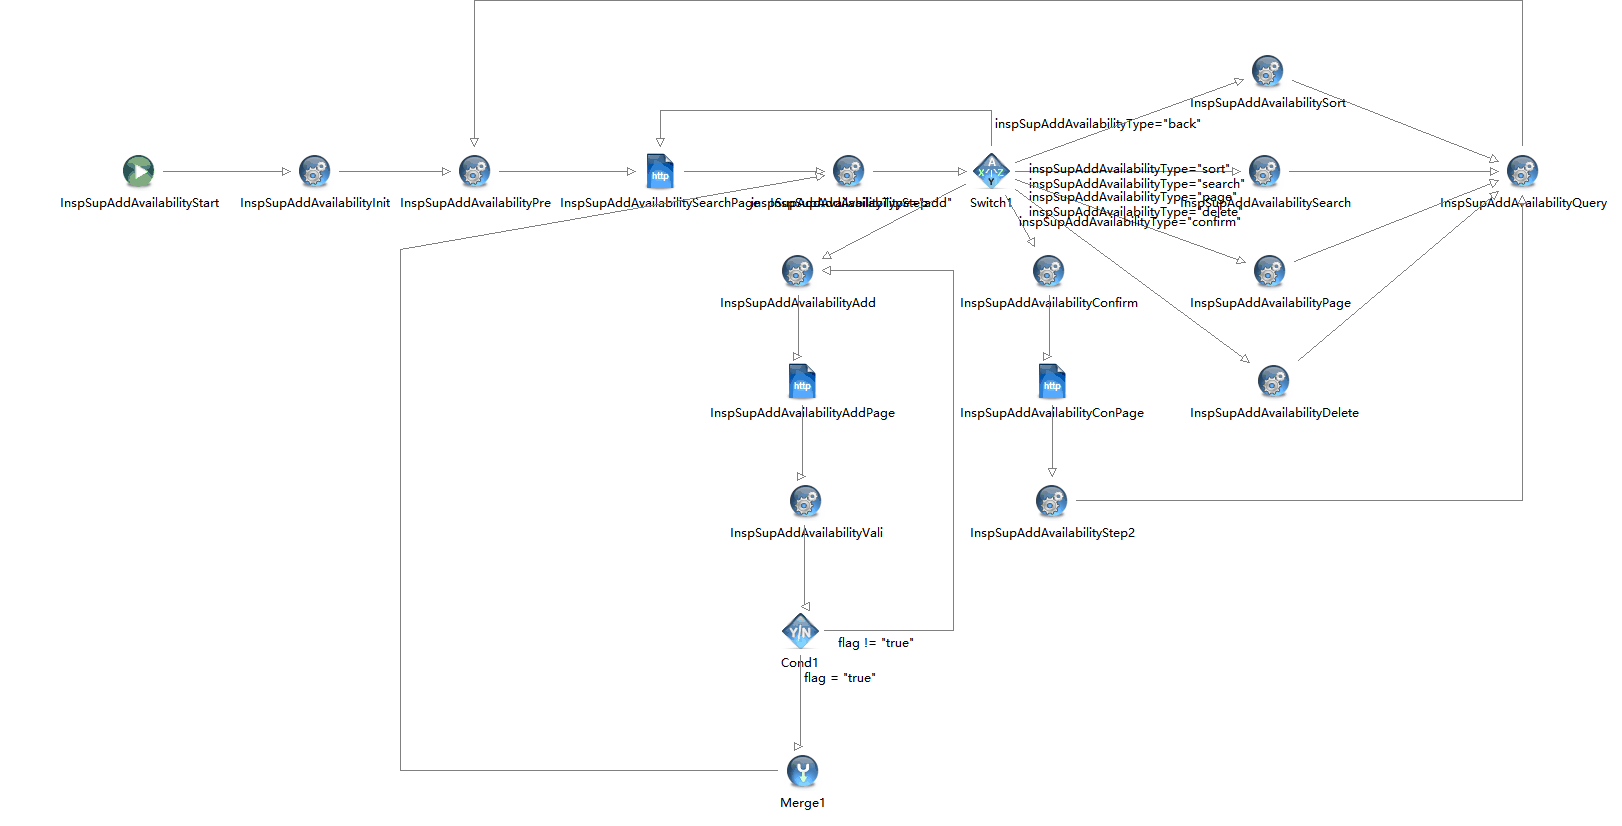 InspSupAddAvailabilitySort
inspSupAddAvailabilityType="back"
inspSupAddAvailabilityType="sort"
inspSupAddAvailabilityType="search"
inspSupAddAvailabilityType="page"
inspSupAddAvailabilityType="delete"
inspSupAddAvailabilityType="confirm"
InspSupAddAvailabilityStart
InspSupAddAvailabilityInit
InspSupAddAvailabilityPre
http
InspSupAddAvailabilitySearchPage
inspSupAddAvailabilityType="add"
A
X Z
Y
Switch1
InspSupAddAvailabilitySearch
InspSupAddAvailabilityQuery
InspSupAddAvailabilityAdd
InspSupAddAvailabilityConfirm
InspSupAddAvailabilityPage
http
InspSupAddAvailabilityAddPage
http
InspSupAddAvailabilityConPage
InspSupAddAvailabilityDelete
InspSupAddAvailabilityVali
InspSupAddAvailabilityStep2
Y/N
flag != "true"
Cond1
flag = "true"
Merge1